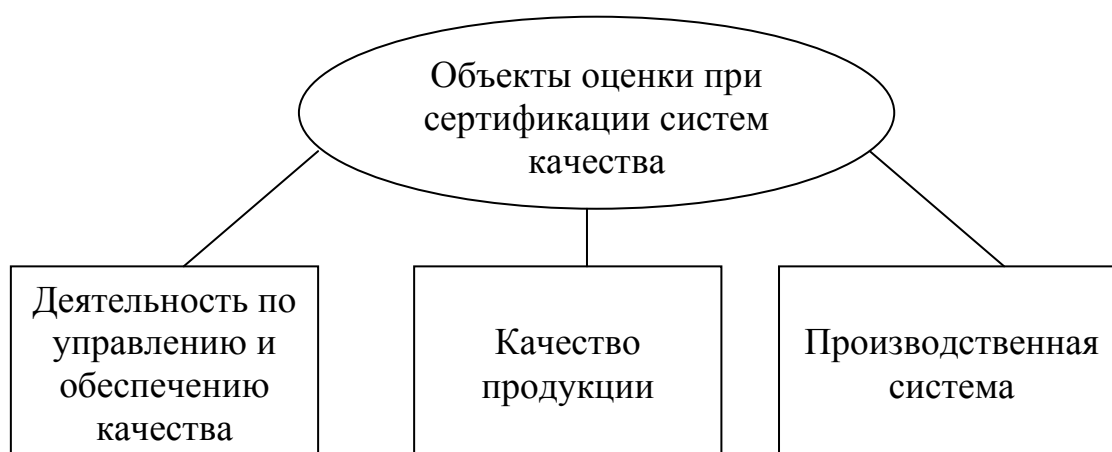 Объекты оценки при
сертификации систем
качества
Деятельность по
управлению и
обеспечению
качества
Качество
продукции
Производственная
система